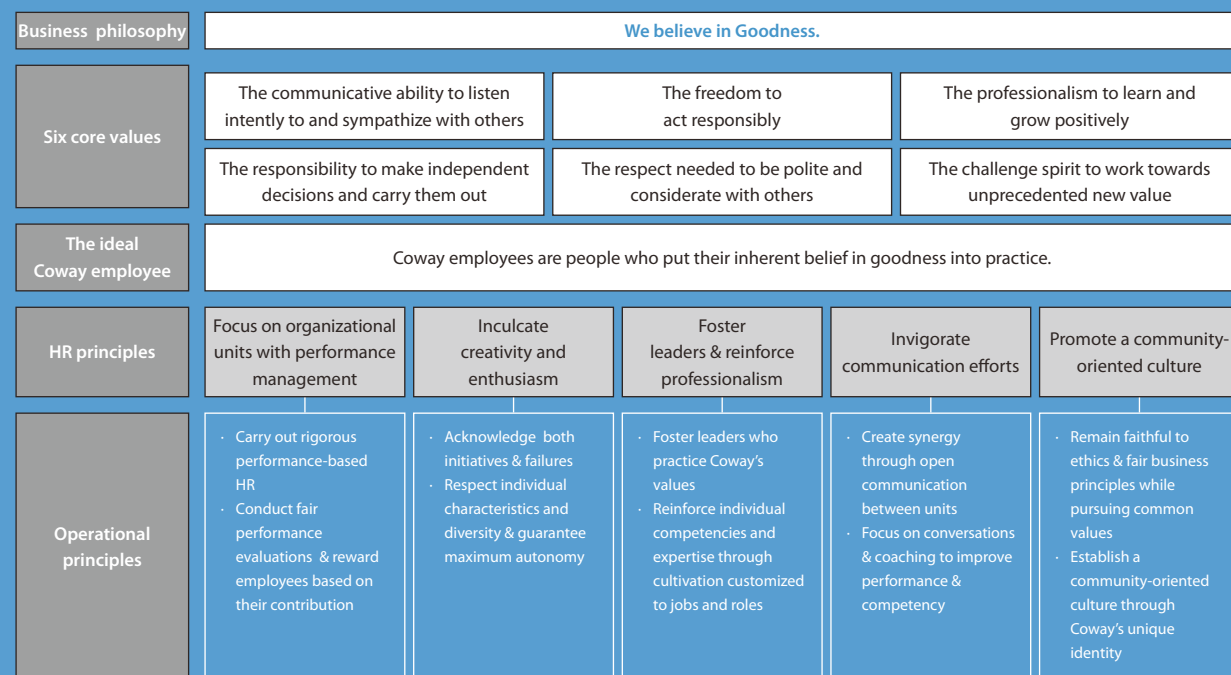 Business philosophy
We believe in Goodness.
Six core values
The communicative ability to listen
intently to and sympathize with others
The freedom to
act responsibly
The professionalism to learn and
grow positively
The responsibility to make independent
decisions and carry them out
The respect needed to be polite and
considerate with others
The challenge spirit to work towards
unprecedented new value
The ideal
Coway employee
Coway employees are people who put their inherent belief in goodness into practice.
HR principles
Focus on organizational
units with performance
management
Inculcate
creativity and
enthusiasm
Foster
leaders & reinforce
professionalism
Invigorate
communication efforts
Promote a community-
oriented culture
Operational
principles
· Carry out rigorous
performance-based
HR
· Conduct fair
performance
evaluations & reward
employees based on
their contribution
· Acknowledge both
initiatives & failures
· Respect individual
characteristics and
diversity & guarantee
maximum autonomy
· Foster leaders who
practice Coway's
values
· Reinforce individual
competencies and
expertise through
cultivation customized
to jobs and roles
· Create synergy
through open
communication
between units
· Focus on conversations
& coaching to improve
performance &
competency
· Remain faithful to
ethics & fair business
principles while
pursuing common
values
· Establish a
community-oriented
culture through
Coway's unique
identity